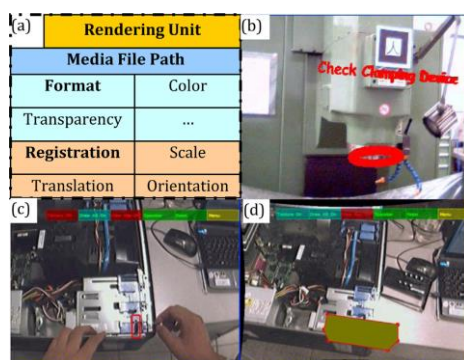 (a)
Rendering Unit
Media File Path
Format Color
Transparency ...
Registration Scale
Translation Orientation
(b)
Check Clamping Device
(c)
Menu
(d)
Menu